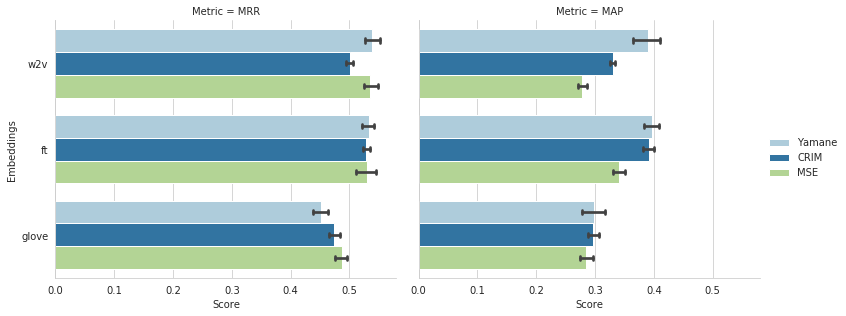 Metric = MRR
Metric = MAP
Embeddings
w2v
ft
glove
0.0 0.1 0.2 0.3 0.4 0.5
Score
0.0 0.1 0.2 0.3 0.4 0.5
Score
Yamane
CRIM
MSE